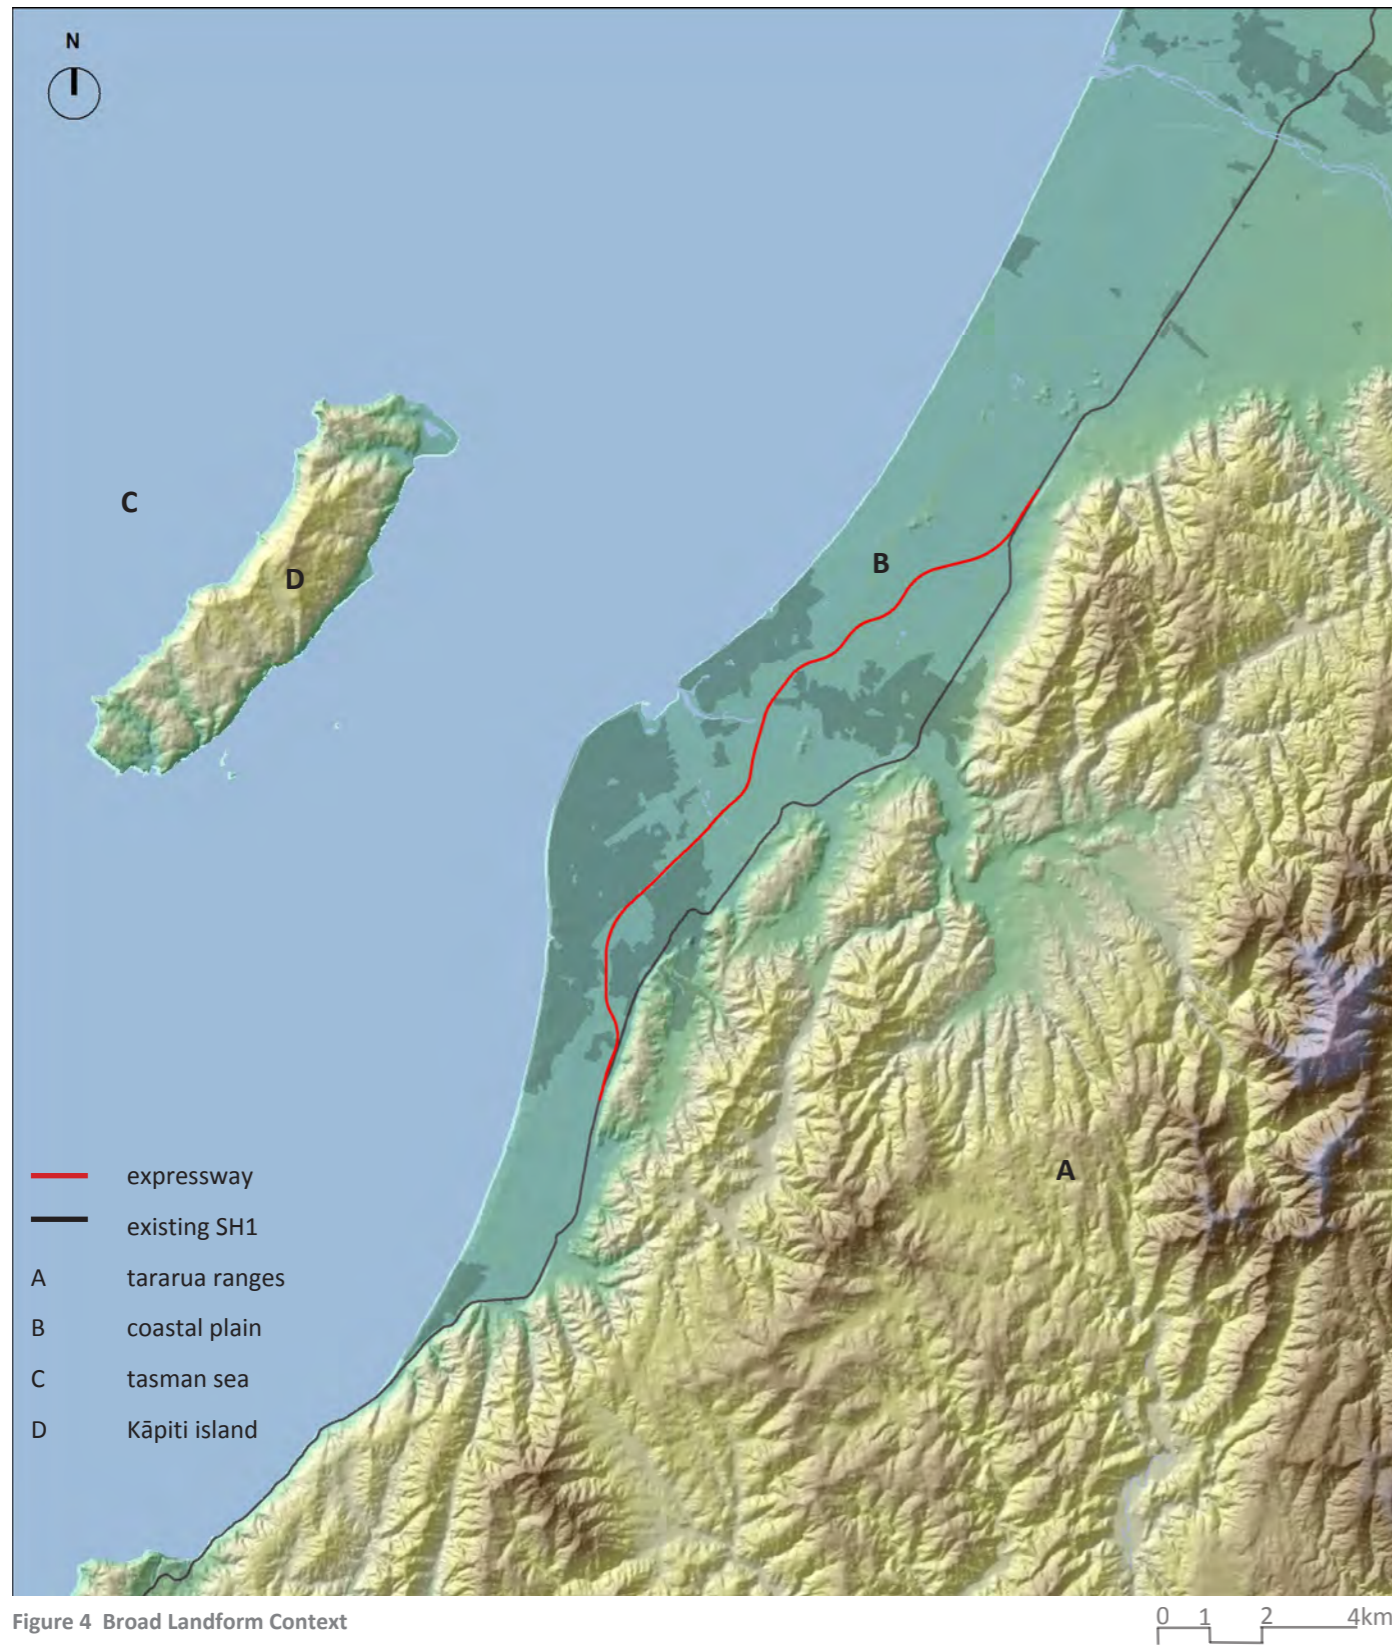 N
C
D
B
A
expressway
existing SH1
A tararua ranges
B coastal plain
C tasman sea
D Kāpiti island
Figure 4 Broad Landform Context
0 1 2 4km